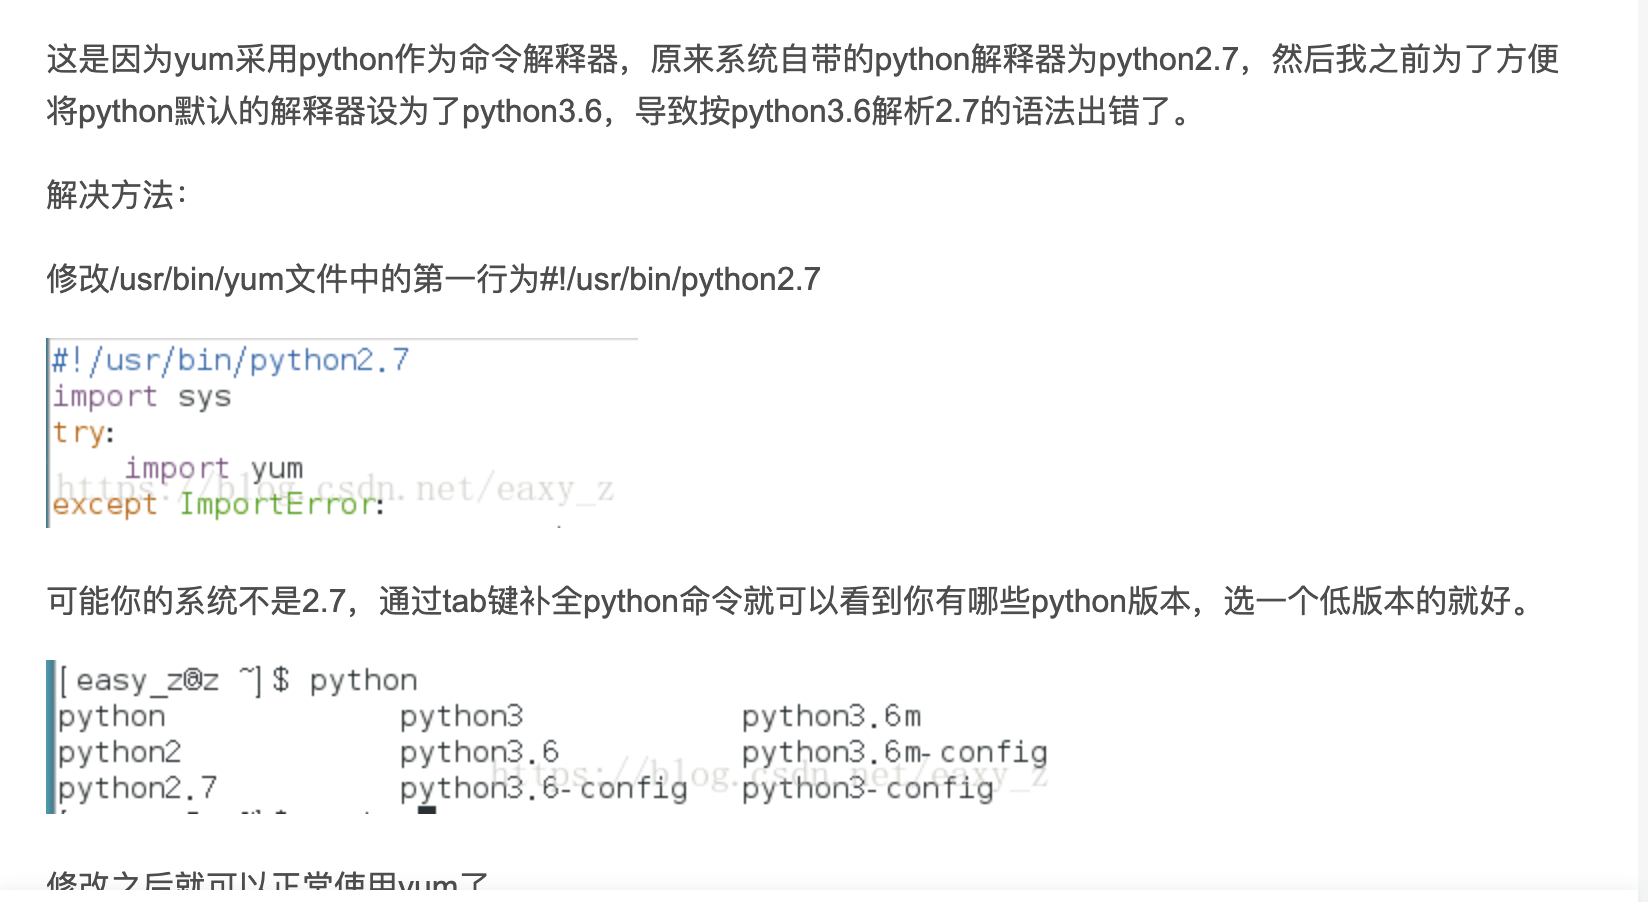 这是因为yum采用python作为命令解释器，原来系统自带的python解释器为python2.7，然后我之前为了方便
将python默认的解释器设为了python3.6，导致按python3.6解析2.7的语法出错了。
解决方法：
修改/usr/bin/yum文件中的第一行为#!/usr/bin/python2.7
#!/usr/bin/python2.7
import sys
try:
    import yum
https://blog.csdn.net/eaxy_z
except ImportError:
可能你的系统不是2.7，通过tab键补全python命令就可以看到你有哪些python版本，选一个低版本的就好。
[easy_z@z ~]$ python
python python3 python3.6m
python2 python3.6 python3.6m-config
https://blog.csdn.net/eaxy_z
python2.7 python3.6-config python3-config
修改之后就可以正常使用yum了